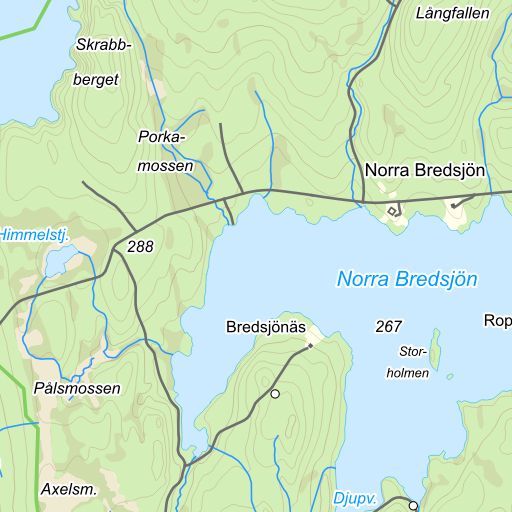 Långfallen
Skrabb-
berget
Porka-
mossen
Norra Bredsjön
Himmelstj.
288
Norra Bredsjön
Bredsjönäs
267
Rop
Stor-
holmen
Pålsmossen
Axelsm.
Djupv.